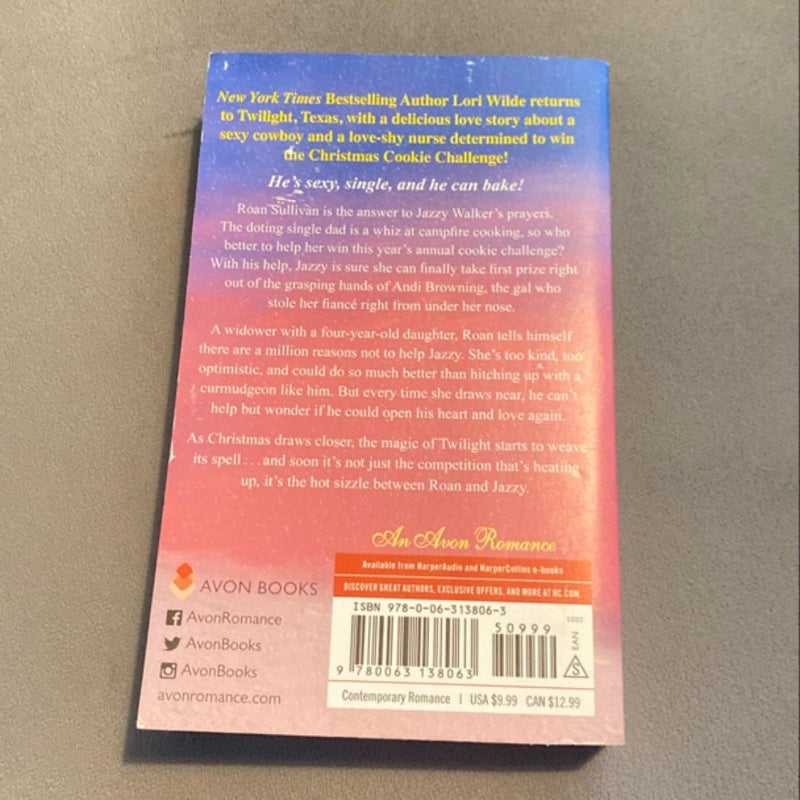 New York Times Bestselling Author Lori Wilde returns
to Twilight, Texas, with a delicious love story about a
sexy cowboy and a love-shy nurse determined to win
the Christmas Cookie Challenge!
He's sexy, single, and he can bake!
Roan Sullivan is the answer to Jazzy Walker's prayers.
The doting single dad is a whiz at campfire cooking, so who
better to help her win this year's annual cookie challenge?
With his help, Jazzy is sure she can finally take first prize right
out of the grasping hands of Andi Browning, the gal who
stole her fiancé right from under her nose.
A widower with a four-year-old daughter, Roan tells himself
there are a million reasons not to help Jazzy. She's too kind, too
optimistic, and could do so much better than hitching up with a
curmudgeon like him. But every time she draws near, he can't
help but wonder if he could open his heart and love again.
As Christmas draws closer, the magic of Twilight starts to weave
its spell . . . and soon it's not just the competition that's heating
up, it's the hot sizzle between Roan and Jazzy.
An Avon Romance
Available from HarperAudio and HarperCollins e-books
DISCOVER GREAT AUTHORS, EXCLUSIVE OFFERS, AND MORE AT HC.COM.
AVON BOOKS
AvonRomance
AvonBooks
AvonBooks
avonromance.com
ISBN 978-0-06-313806-3
50999
1022
EAN
S
9 780063 138063
Contemporary Romance | USA $9.99 CAN $12.99